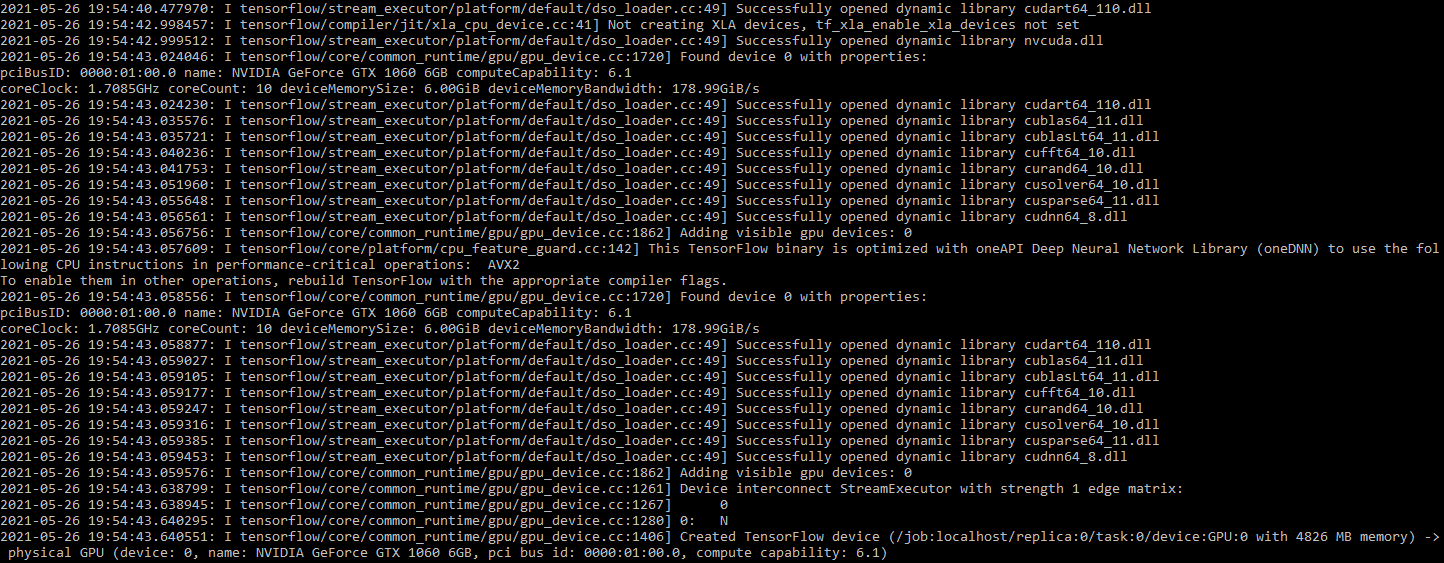 2021-05-26 19:54:40.477970: I tensorflow/stream_executor/platform/default/dso_loader.cc:49] Successfully opened dynamic library cudart64_110.dll
2021-05-26 19:54:42.998457: I tensorflow/compiler/jit/xla_cpu_device.cc:41] Not creating XLA devices, tf_xla_enable_xla_devices not set
2021-05-26 19:54:42.999512: I tensorflow/stream_executor/platform/default/dso_loader.cc:49] Successfully opened dynamic library nvcuda.dll
2021-05-26 19:54:43.024046: I tensorflow/core/common_runtime/gpu/gpu_device.cc:1720] Found device 0 with properties:
pciBusID: 0000:01:00.0 name: NVIDIA GeForce GTX 1060 6GB computeCapability: 6.1
coreClock: 1.7085GHz coreCount: 10 deviceMemorySize: 6.00GiB deviceMemoryBandwidth: 178.99GiB/s
2021-05-26 19:54:43.024230: I tensorflow/stream_executor/platform/default/dso_loader.cc:49] Successfully opened dynamic library cudart64_110.dll
2021-05-26 19:54:43.035576: I tensorflow/stream_executor/platform/default/dso_loader.cc:49] Successfully opened dynamic library cublas64_11.dll
2021-05-26 19:54:43.035721: I tensorflow/stream_executor/platform/default/dso_loader.cc:49] Successfully opened dynamic library cublasLt64_11.dll
2021-05-26 19:54:43.040236: I tensorflow/stream_executor/platform/default/dso_loader.cc:49] Successfully opened dynamic library cufft64_10.dll
2021-05-26 19:54:43.041753: I tensorflow/stream_executor/platform/default/dso_loader.cc:49] Successfully opened dynamic library curand64_10.dll
2021-05-26 19:54:43.051960: I tensorflow/stream_executor/platform/default/dso_loader.cc:49] Successfully opened dynamic library cusolver64_10.dll
2021-05-26 19:54:43.055648: I tensorflow/stream_executor/platform/default/dso_loader.cc:49] Successfully opened dynamic library cusparse64_11.dll
2021-05-26 19:54:43.056561: I tensorflow/stream_executor/platform/default/dso_loader.cc:49] Successfully opened dynamic library cudnn64_8.dll
2021-05-26 19:54:43.056756: I tensorflow/core/common_runtime/gpu/gpu_device.cc:1862] Adding visible gpu devices: 0
2021-05-26 19:54:43.057609: I tensorflow/core/platform/cpu_feature_guard.cc:142] This TensorFlow binary is optimized with oneAPI Deep Neural Network Library (oneDNN) to use the fol
lowing CPU instructions in performance-critical operations:  AVX2
To enable them in other operations, rebuild TensorFlow with the appropriate compiler flags.
2021-05-26 19:54:43.058556: I tensorflow/core/common_runtime/gpu/gpu_device.cc:1720] Found device 0 with properties:
pciBusID: 0000:01:00.0 name: NVIDIA GeForce GTX 1060 6GB computeCapability: 6.1
coreClock: 1.7085GHz coreCount: 10 deviceMemorySize: 6.00GiB deviceMemoryBandwidth: 178.99GiB/s
2021-05-26 19:54:43.058877: I tensorflow/stream_executor/platform/default/dso_loader.cc:49] Successfully opened dynamic library cudart64_110.dll
2021-05-26 19:54:43.059027: I tensorflow/stream_executor/platform/default/dso_loader.cc:49] Successfully opened dynamic library cublas64_11.dll
2021-05-26 19:54:43.059105: I tensorflow/stream_executor/platform/default/dso_loader.cc:49] Successfully opened dynamic library cublasLt64_11.dll
2021-05-26 19:54:43.059177: I tensorflow/stream_executor/platform/default/dso_loader.cc:49] Successfully opened dynamic library cufft64_10.dll
2021-05-26 19:54:43.059247: I tensorflow/stream_executor/platform/default/dso_loader.cc:49] Successfully opened dynamic library curand64_10.dll
2021-05-26 19:54:43.059316: I tensorflow/stream_executor/platform/default/dso_loader.cc:49] Successfully opened dynamic library cusolver64_10.dll
2021-05-26 19:54:43.059385: I tensorflow/stream_executor/platform/default/dso_loader.cc:49] Successfully opened dynamic library cusparse64_11.dll
2021-05-26 19:54:43.059453: I tensorflow/stream_executor/platform/default/dso_loader.cc:49] Successfully opened dynamic library cudnn64_8.dll
2021-05-26 19:54:43.059576: I tensorflow/core/common_runtime/gpu/gpu_device.cc:1862] Adding visible gpu devices: 0
2021-05-26 19:54:43.638799: I tensorflow/core/common_runtime/gpu/gpu_device.cc:1261] Device interconnect StreamExecutor with strength 1 edge matrix:
2021-05-26 19:54:43.638945: I tensorflow/core/common_runtime/gpu/gpu_device.cc:1267]      0
2021-05-26 19:54:43.640295: I tensorflow/core/common_runtime/gpu/gpu_device.cc:1280] 0:   N
2021-05-26 19:54:43.640551: I tensorflow/core/common_runtime/gpu/gpu_device.cc:1406] Created TensorFlow device (/job:localhost/replica:0/task:0/device:GPU:0 with 4826 MB memory) ->
 physical GPU (device: 0, name: NVIDIA GeForce GTX 1060 6GB, pci bus id: 0000:01:00.0, compute capability: 6.1)